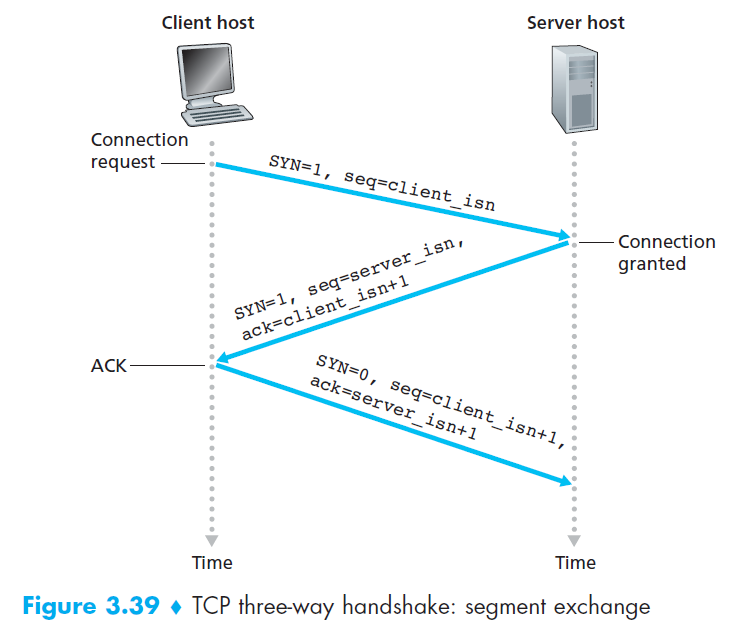 Client host
Server host
Connection
request
SYN=1, seq=client_isn
Connection
granted
SYN=1, seq=server_isn,
ack=client_isn+1
ACK
SYN=0, seq=client_isn+1,
ack=server_isn+1
Time
Time
Figure 3.39 ♦ TCP three-way handshake: segment exchange